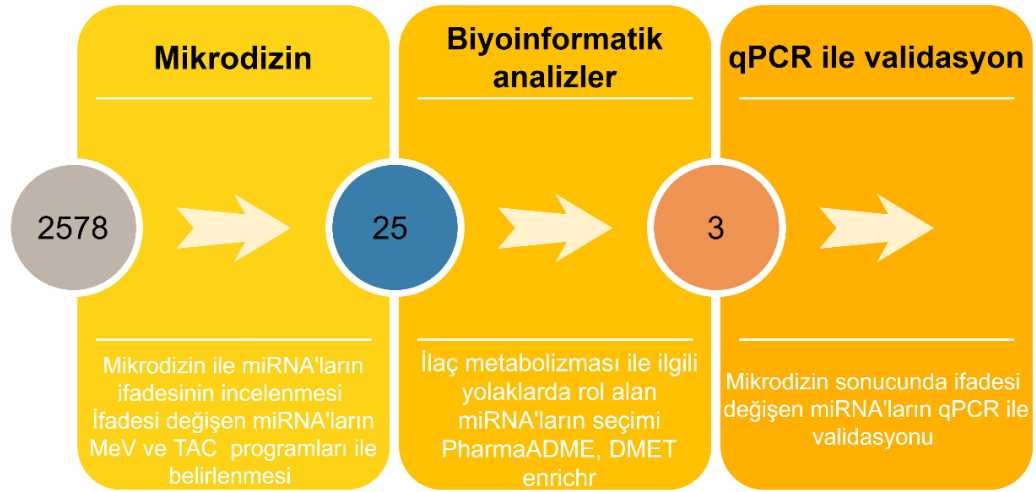 Mikrodizin
Biyoinformatik
analizler
qPCR ile validasyon
2578
25
3
Mikrodizin ile miRNA'ların
ifadesinin incelenmesi
İfadesi değişen miRNA'ların
MeV ve TAC programları ile
belirlenmesi
İlaç metabolizması ile ilgili
yolaklarda rol alan
miRNA'ların seçimi
PharmaADME, DMET
enrichr
Mikrodizin sonucunda ifadesi
değişen miRNA'ların qPCR ile
validasyonu